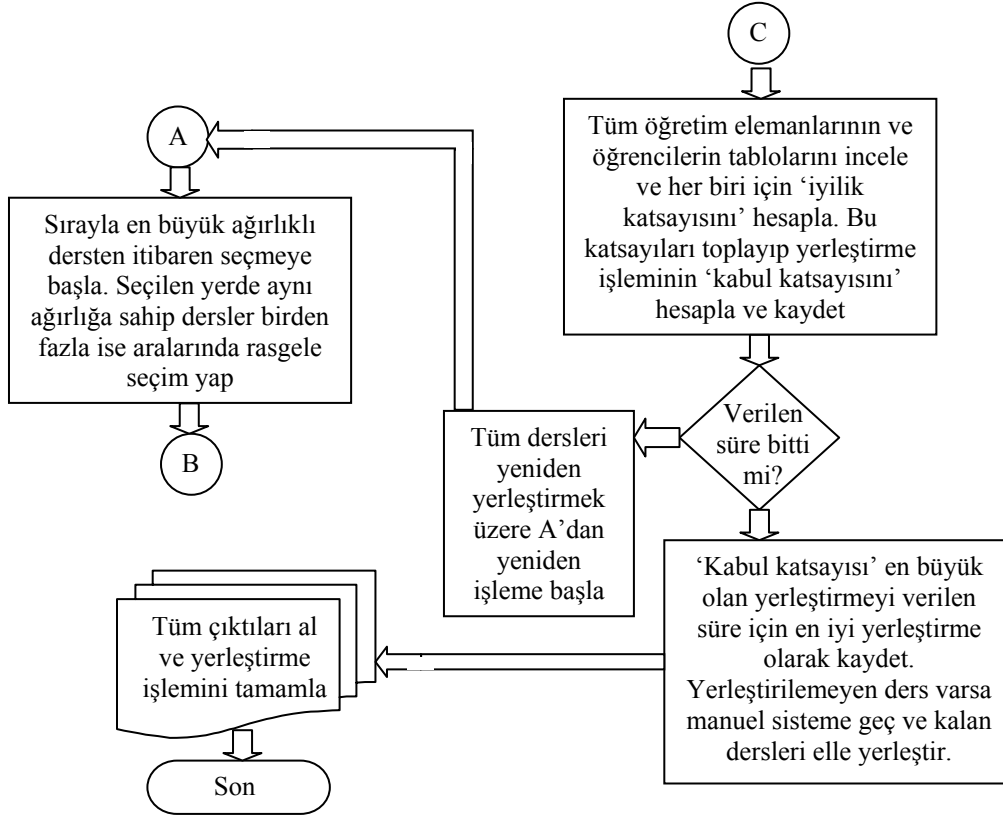 C
Tüm öğretim elemanlarının ve
öğrencilerin tablolarını incele
ve her biri için ‘iyilik
katsayısını’ hesapla. Bu
katsayıları toplayıp yerleştirme
işleminin ‘kabul katsayısını’
hesapla ve kaydet
A
Sırayla en büyük ağırlıklı
dersten itibaren seçmeye
başla. Seçilen yerde aynı
ağırlığa sahip dersler birden
fazla ise aralarında rasgele
seçim yap
B
Verilen
süre bitti
mi?
Tüm dersleri
yeniden
yerleştirmek
üzere A’dan
yeniden
işleme başla
‘Kabul katsayısı’ en büyük
olan yerleştirmeyi verilen
süre için en iyi yerleştirme
olarak kaydet.
Yerleştirilemeyen ders varsa
manuel sisteme geç ve kalan
dersleri elle yerleştir.
Tüm çıktıları al
ve yerleştirme
işlemini tamamla
Son